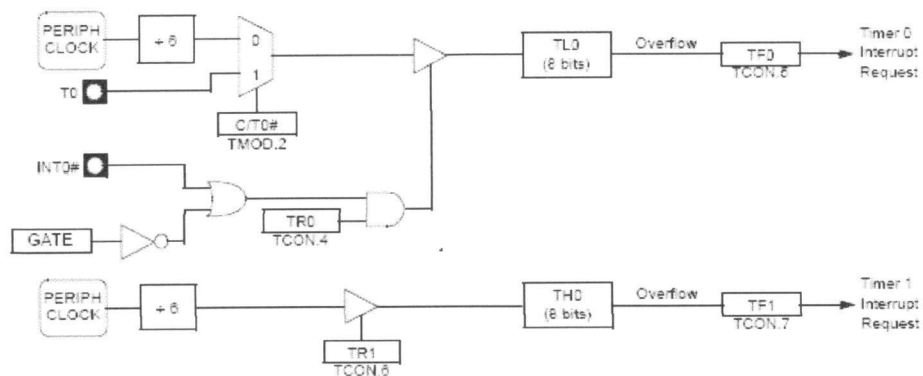 PERIPH
CLOCK
÷ 6
0
1
TL0
(8 bits)
Overflow
TF0
TCON.5
Timer 0
Interrupt
Request
T0
C/T0#
TMOD.2
INT0#
TR0
TCON.4
GATE
PERIPH
CLOCK
÷ 6
TR1
TCON.6
TH0
(8 bits)
Overflow
TF1
TCON.7
Timer 1
Interrupt
Request